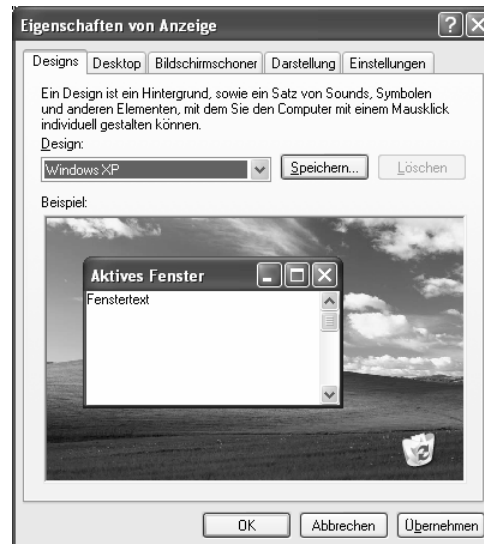 Eigenschaften von Anzeige
Designs Desktop Bildschirmschoner Darstellung Einstellungen
Ein Design ist ein Hintergrund, sowie ein Satz von Sounds, Symbolen
und anderen Elementen, mit dem Sie den Computer mit einem Mausklick
individuell gestalten können.
Design:
Windows XP Speichern... Löschen
Beispiel:
Aktives Fenster
Fenstertext
OK Abbrechen Übernehmen